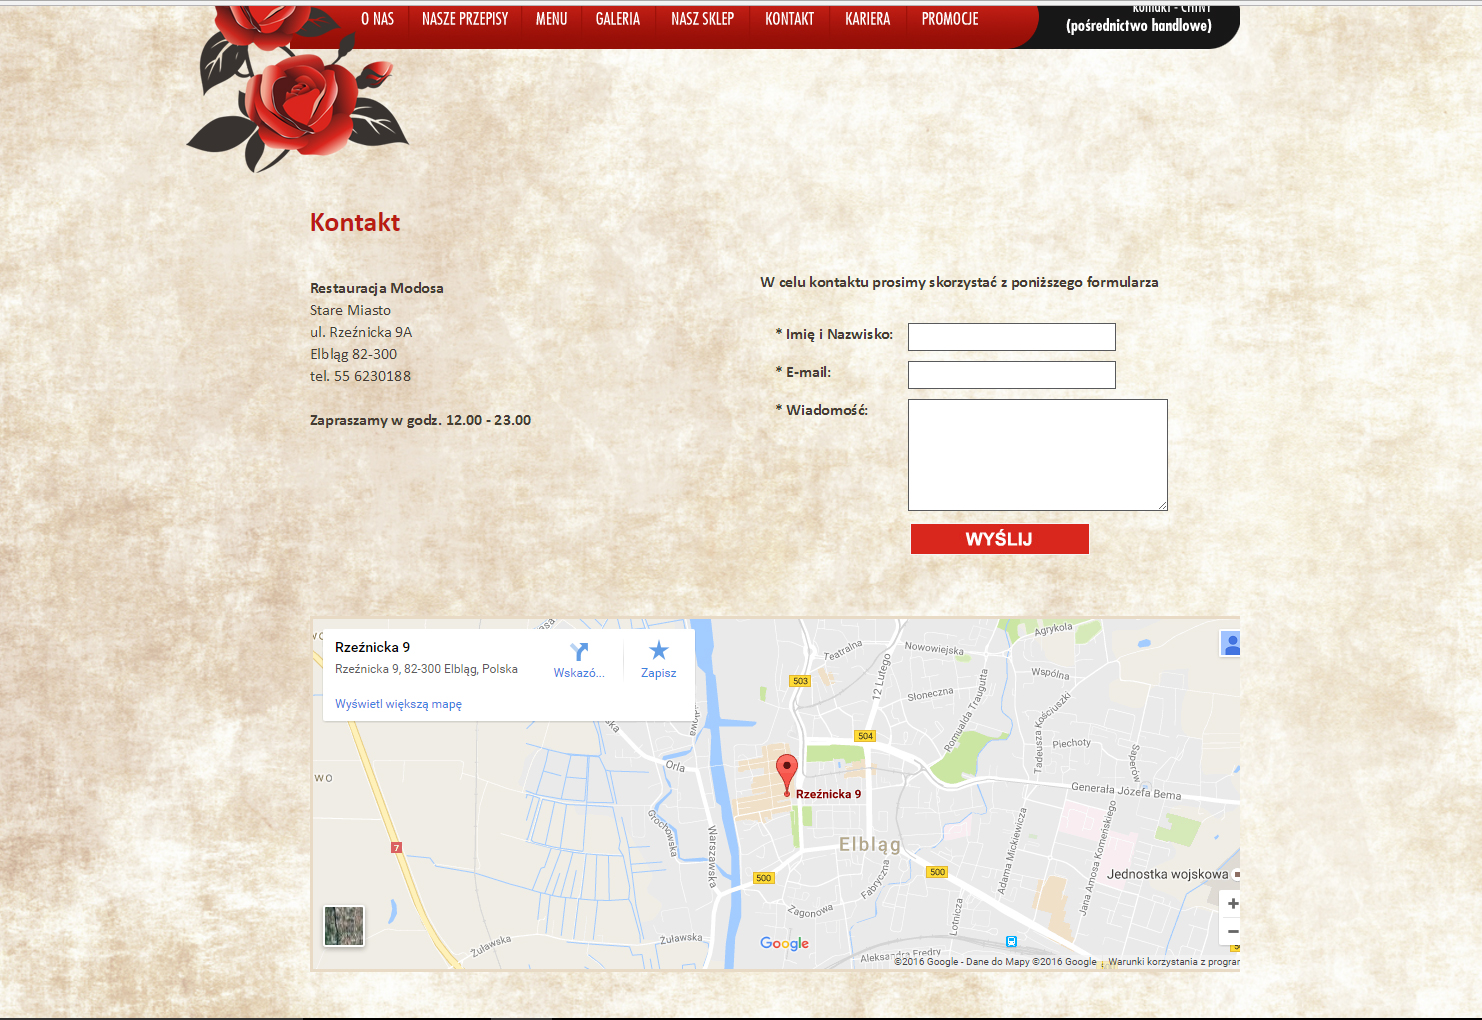 O NAS NASZE PRZEPISY MENU GALERIA NASZ SKLEP KONTAKT KARIERA PROMOCJE
kontakt - CHINY
(pośrednictwo handlowe)
Kontakt
Restauracja Modosa
Stare Miasto
ul. Rzeźnicka 9A
Elbląg 82-300
tel. 55 6230188
Zapraszamy w godz. 12.00 - 23.00
W celu kontaktu prosimy skorzystać z poniższego formularza
* Imię i Nazwisko:
* E-mail:
* Wiadomość:
WYŚLIJ
Rzeźnicka 9
Rzeźnicka 9, 82-300 Elbląg, Polska
Wyświetl większą mapę
Wskazó...
Zapisz
Agrykola
Teatralna
Nowowiejska
12 Lutego
503
Wspólna
Słoneczna
Romualda Traugutta
Tadeusza Kościuszki
504
Piechoty
Saperów
Orla
WO
Rzeźnicka 9
Generała Józefa Bema
Grochowska
Warszawska
Elbląg
7
Adama Mickiewicza
Jana Amosa Komeńskiego
500
500
Fabryczna
Jednostka wojskowa
Zagonowa
Lotnicza
+
−
Żuławska
Żuławska
Google
Aleksandra Fredry
©2016 Google - Dane do Mapy ©2016 Google
Warunki korzystania z progran